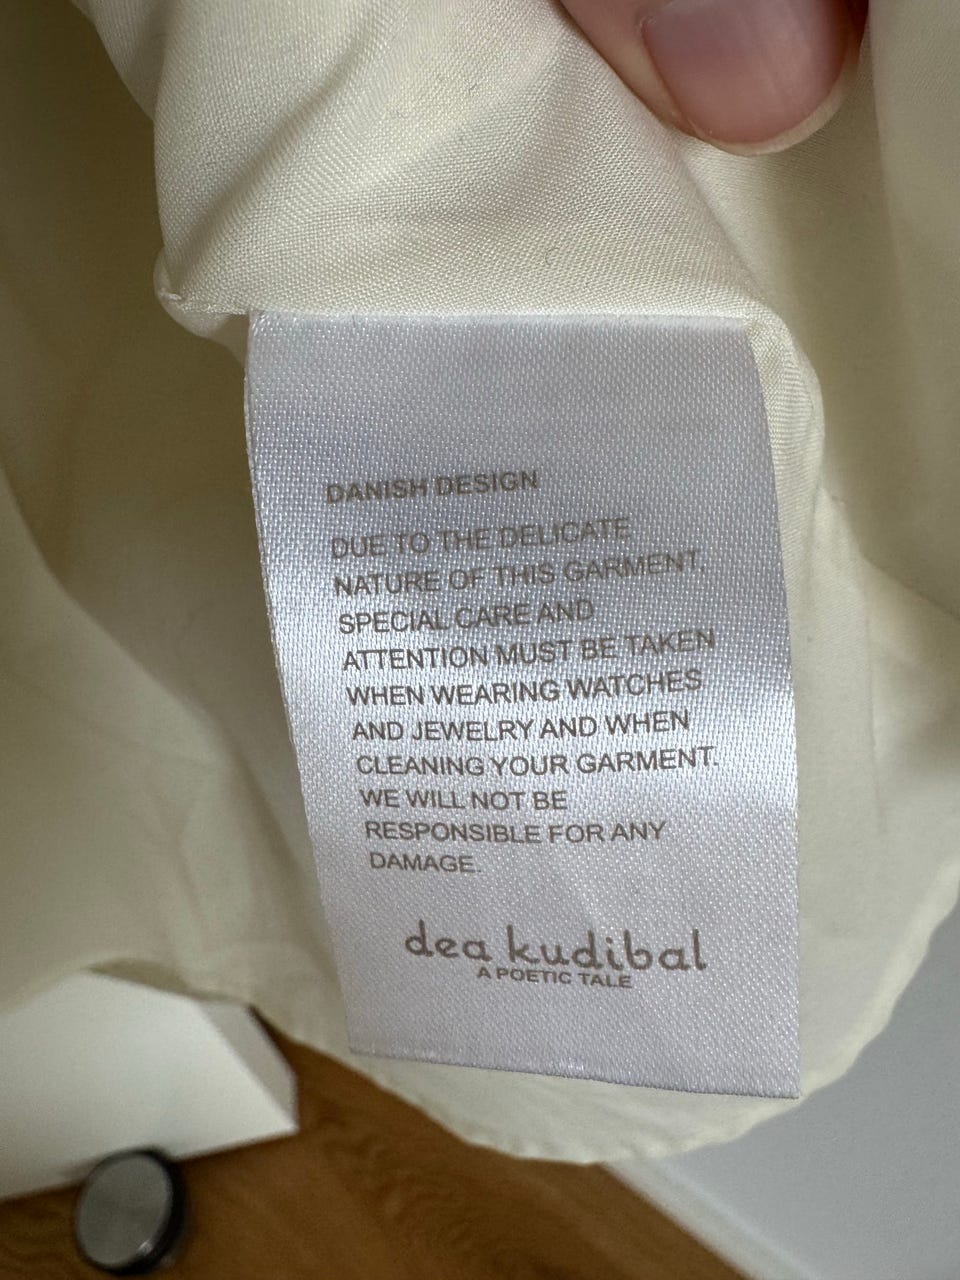 DANISH DESIGN
DUE TO THE DELICATE
NATURE OF THIS GARMENT,
SPECIAL CARE AND
ATTENTION MUST BE TAKEN
WHEN WEARING WATCHES
AND JEWELRY AND WHEN
CLEANING YOUR GARMENT.
WE WILL NOT BE
RESPONSIBLE FOR ANY
DAMAGE.
dea kudibal
A POETIC TALE